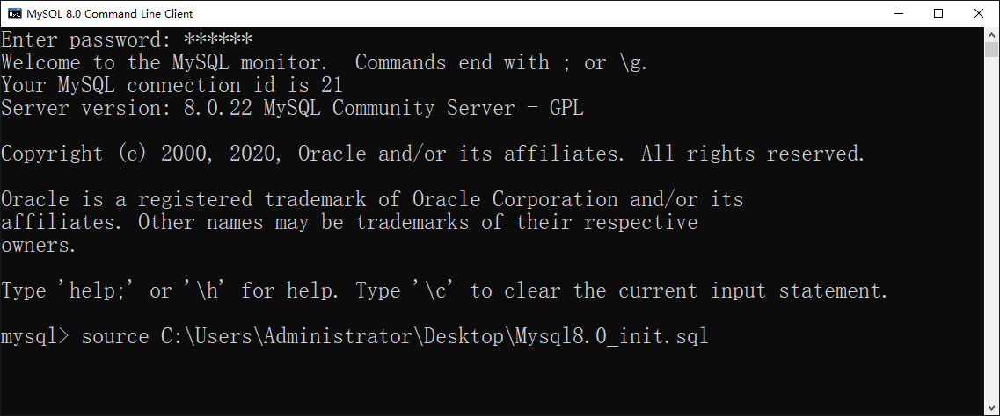 MySQL 8.0 Command Line Client
Enter password: ******
Welcome to the MySQL monitor.  Commands end with ; or \g.
Your MySQL connection id is 21
Server version: 8.0.22 MySQL Community Server - GPL
Copyright (c) 2000, 2020, Oracle and/or its affiliates. All rights reserved.
Oracle is a registered trademark of Oracle Corporation and/or its
affiliates. Other names may be trademarks of their respective
owners.
Type 'help;' or '\h' for help. Type '\c' to clear the current input statement.
mysql> source C:\Users\Administrator\Desktop\Mysql8.0_init.sql